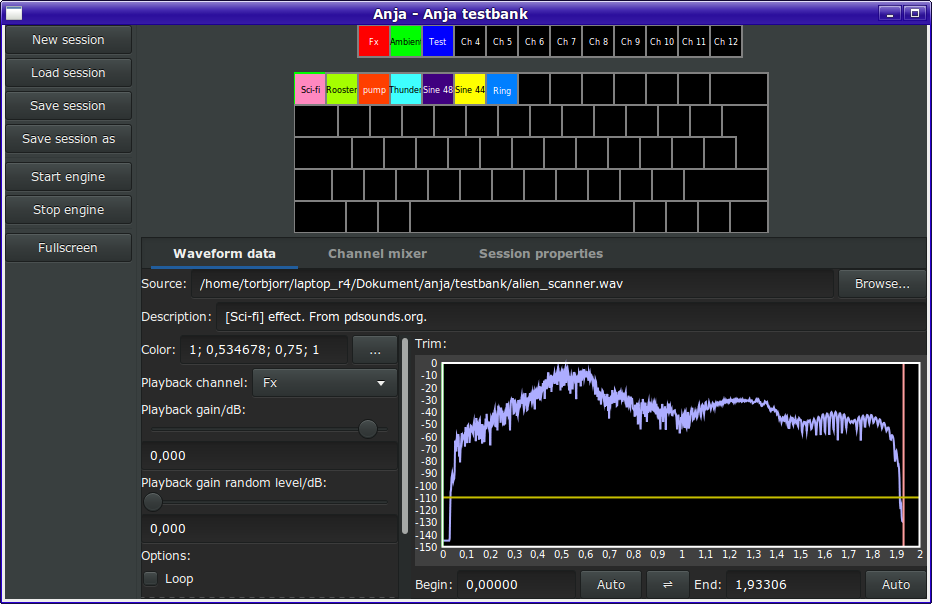 Anja - Anja testbank
New session
Load session
Save session
Save session as
Start engine
Stop engine
Fullscreen
Fx Ambien Test Ch 4 Ch 5 Ch 6 Ch 7 Ch 8 Ch 9 Ch 10 Ch 11 Ch 12
Sci-fi Rooster pump Thunder Sine 48 Sine 44 Ring
Waveform data Channel mixer Session properties
Source: /home/torbjorr/laptop_r4/Dokument/anja/testbank/alien_scanner.wav Browse...
Description: [Sci-fi] effect. From pdsounds.org.
Color: 1; 0,534678; 0,75; 1 ...
Playback channel: Fx
Playback gain/dB:
0,000
Playback gain random level/dB:
0,000
Options:
Loop
Trim:
0
-10
-20
-30
-40
-50
-60
-70
-80
-90
-100
-110
-120
-130
-140
-150
0 0,1 0,2 0,3 0,4 0,5 0,6 0,7 0,8 0,9 1 1,1 1,2 1,3 1,4 1,5 1,6 1,7 1,8 1,9 2
Begin: 0,00000 Auto ⇌ End: 1,93306 Auto